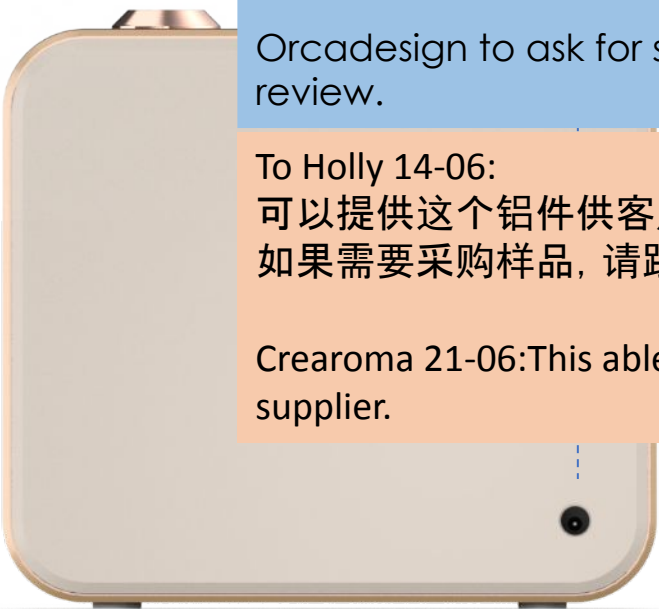 Orcadesign to ask for
review.
To Holly 14-06:
可以提供这个铝件供客
如果需要采购样品, 请
Crearoma 21-06:This able
supplier.